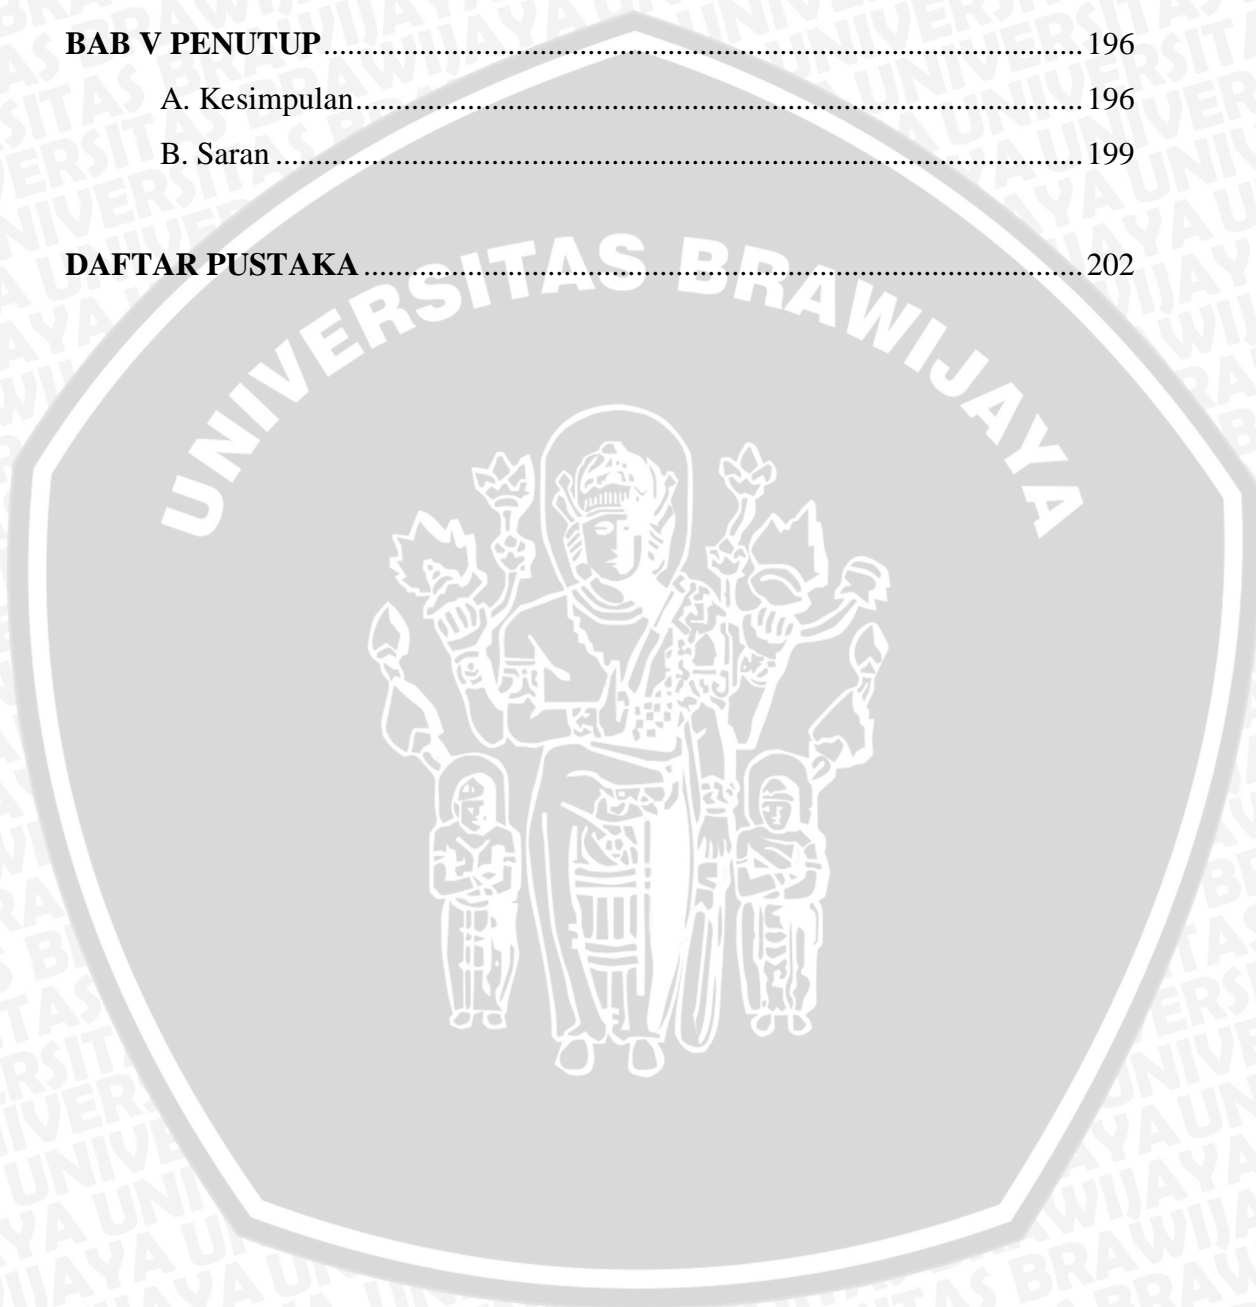 BAB V PENUTUP........................................................................................196
A. Kesimpulan........................................................................................196
B. Saran........................................................................................199
DAFTAR PUSTAKA........................................................................................202
UNIVERSITAS BRAWIJAYA